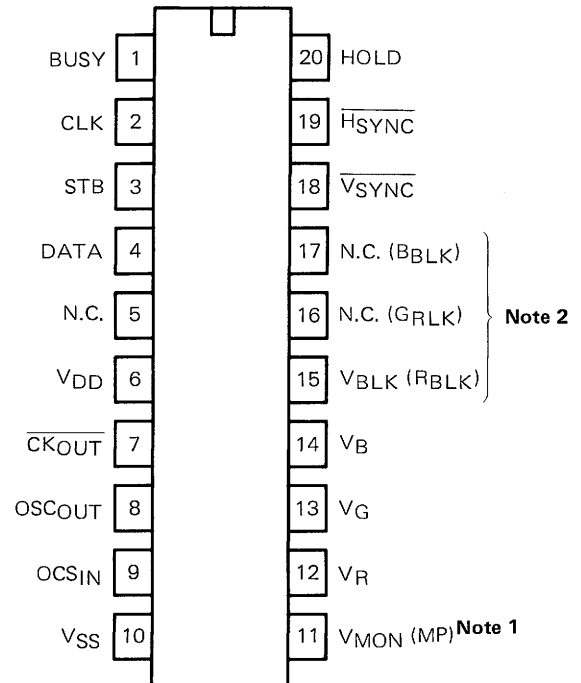 BUSY 1 20 HOLD
CLK 2 19 HSYNC
STB 3 18 VSYNC
DATA 4 17 N.C. (BBLK)
N.C. 5 16 N.C. (GRLK) Note 2
VDD 6 15 VBLK (RBLK)
CKOUT 7 14 VB
OSCOUT 8 13 VG
OCSIN 9 12 VR
VSS 10 11 VMON (MP) Note 1